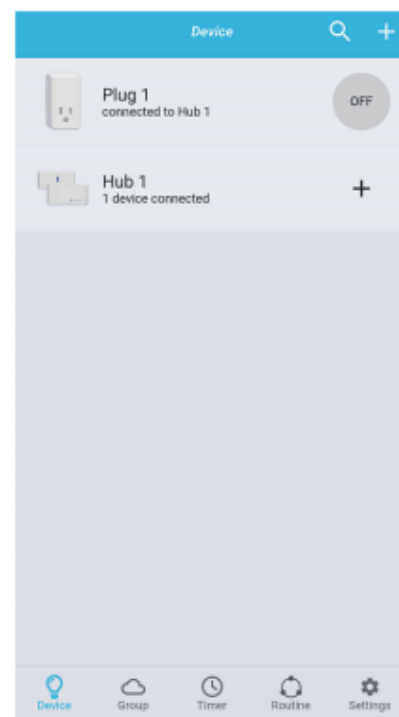 Device
Plug 1
connected to Hub 1
OFF
Hub 1
1 device connected
+
Device
Group
Timer
Routine
Settings